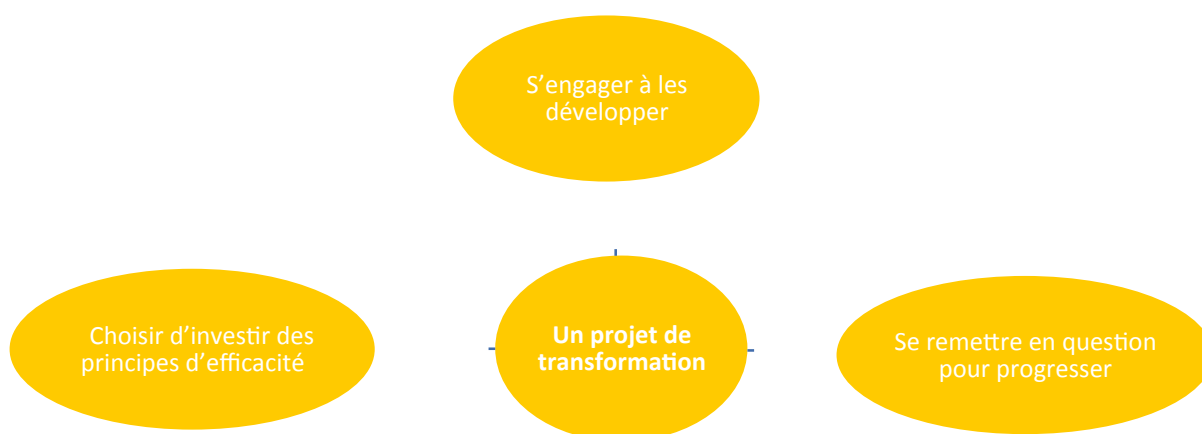 S’engager à les
développer
Choisir d’investir des
principes d’efficacité
Un projet de
transformation
Se remettre en question
pour progresser